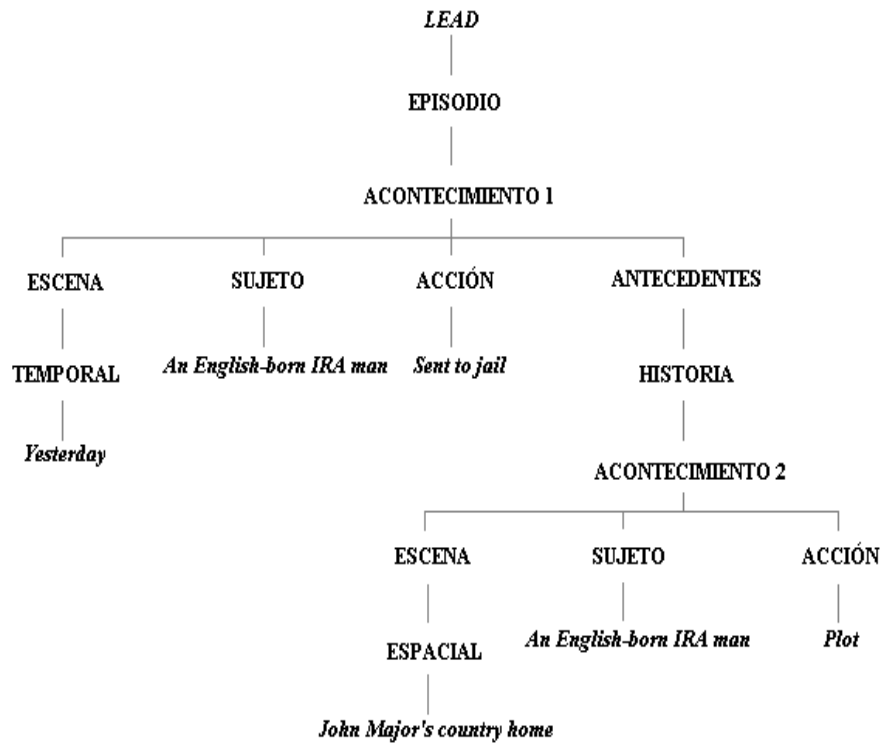 LEAD
EPISODIO
ACONTECIMIENTO 1
ESCENA SUJETO ACCIÓN ANTECEDENTES
TEMPORAL An English-born IRA man Sent to jail HISTORIA
Yesterday
ACONTECIMIENTO 2
ESCENA SUJETO ACCIÓN
ESPACIAL An English-born IRA man Plot
John Major's country home